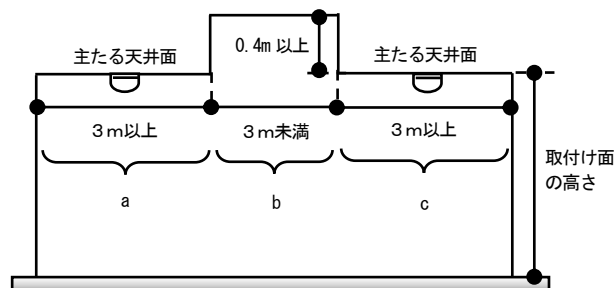 0.4m 以上
主たる天井面
主たる天井面
3m以上
3m未満
3m以上
取付け面
の高さ
a
b
c